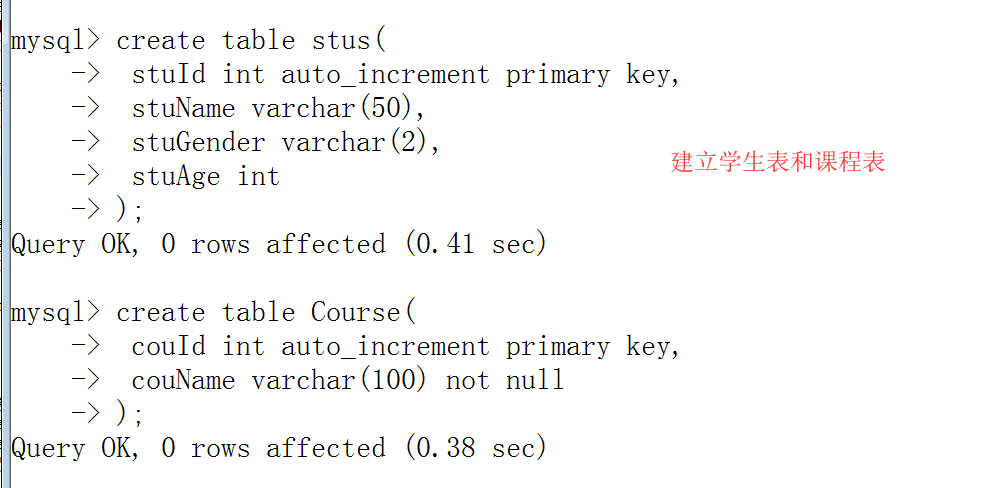 mysql> create table stus(
    -> stuId int auto_increment primary key,
    -> stuName varchar(50),
    -> stuGender varchar(2),
建立学生表和课程表
    -> stuAge int
    -> );
Query OK, 0 rows affected (0.41 sec)
mysql> create table Course(
    -> couId int auto_increment primary key,
    -> couName varchar(100) not null
    -> );
Query OK, 0 rows affected (0.38 sec)